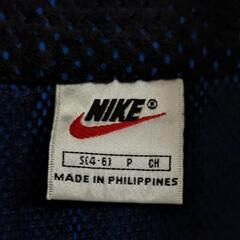 NIKE®
S(4-6) P CH
MADE IN PHILIPPINES